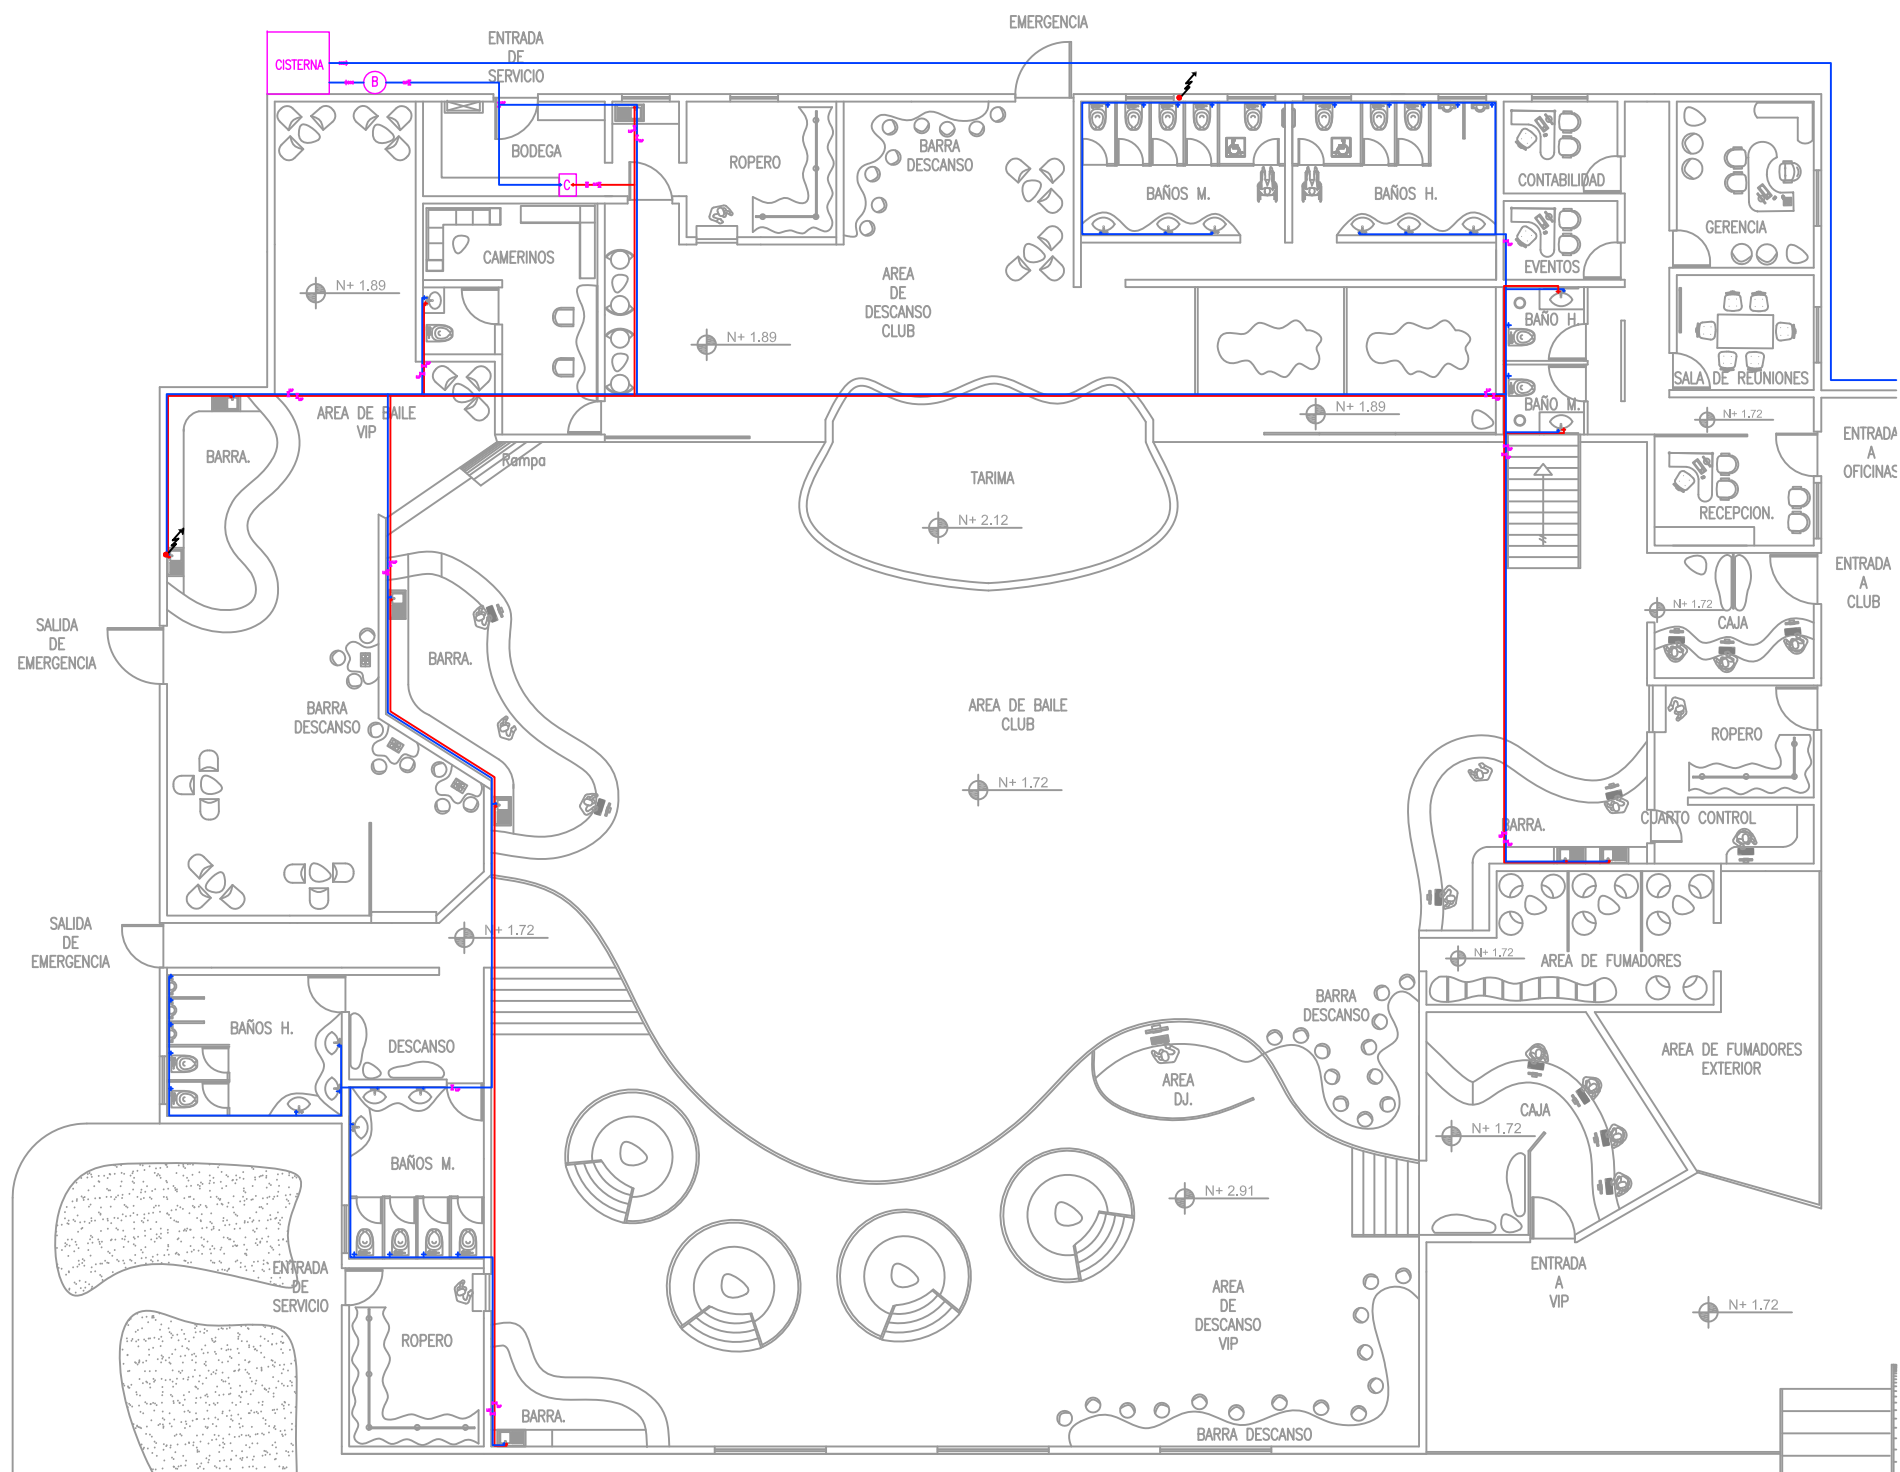 EMERGENCIA
ENTRADA
DE
SERVICIO
CISTERNA
B
BODEGA
C
ROPERO
BARRA
DESCANSO
BAÑOS M.
BAÑOS H.
CONTABILIDAD
GERENCIA
EVENTOS
CAMERINOS
N+ 1.89
AREA
DE
DESCANSO
CLUB
N+ 1.89
BAÑO H.
BAÑO M.
SALA DE REUNIONES
N+ 1.89
N+ 1.72
AREA DE BAILE
VIP
BARRA.
Rampa
TARIMA
N+ 2.12
ENTRADA
A
OFICINAS
RECEPCION.
ENTRADA
A
CLUB
N+ 1.72
CAJA
SALIDA
DE
EMERGENCIA
BARRA.
BARRA
DESCANSO
AREA DE BAILE
CLUB
N+ 1.72
ROPERO
BARRA.
CUARTO CONTROL
SALIDA
DE
EMERGENCIA
N+ 1.72
N+ 1.72
AREA DE FUMADORES
BARRA
DESCANSO
BAÑOS H.
DESCANSO
AREA DE FUMADORES
EXTERIOR
AREA
DJ.
CAJA
N+ 1.72
BAÑOS M.
N+ 2.91
ENTRADA
DE
SERVICIO
ENTRADA
A
VIP
AREA
DE
DESCANSO
VIP
N+ 1.72
ROPERO
BARRA.
BARRA DESCANSO